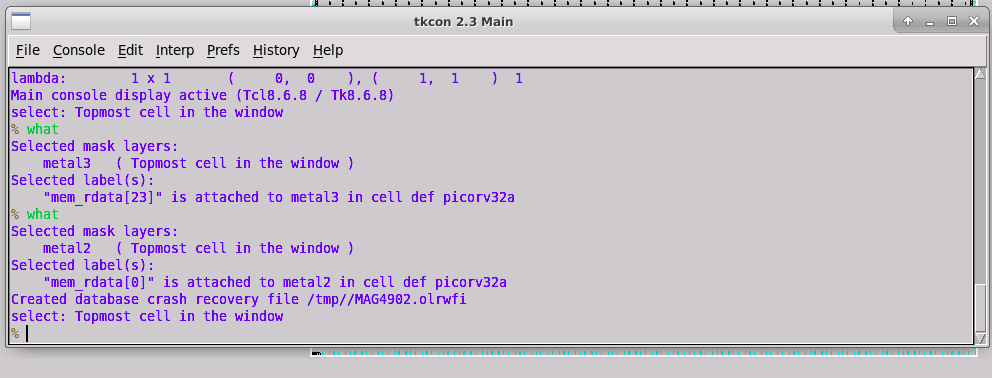 tkcon 2.3 Main
File Console Edit Interp Prefs History Help
lambda: 1 x 1 ( 0, 0 ), ( 1, 1 ) 1
Main console display active (Tcl8.6.8 / Tk8.6.8)
select: Topmost cell in the window
% what
Selected mask layers:
metal3 ( Topmost cell in the window )
Selected label(s):
"mem_rdata[23]" is attached to metal3 in cell def picorv32a
% what
Selected mask layers:
metal2 ( Topmost cell in the window )
Selected label(s):
"mem_rdata[0]" is attached to metal2 in cell def picorv32a
Created database crash recovery file /tmp//MAG4902.olrwfi
select: Topmost cell in the window
%